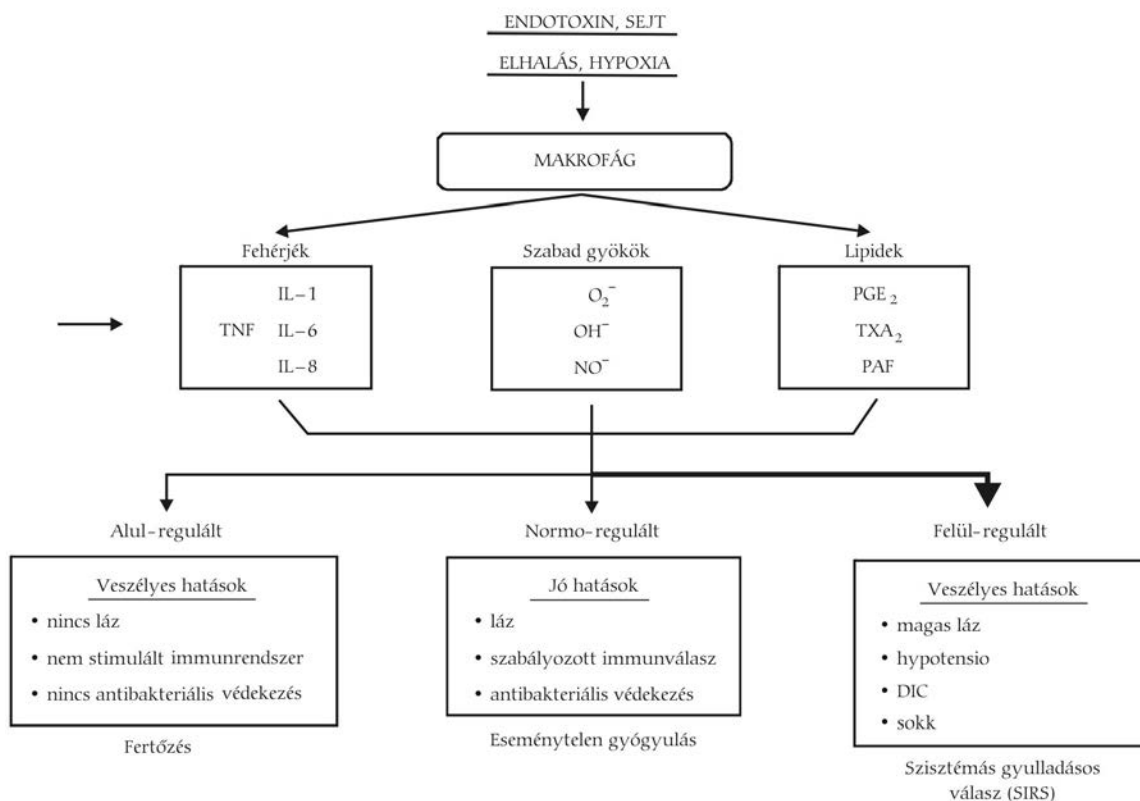 ENDOTOXIN, SEJT
ELHALÁS, HYPOXIA
MAKROFÁG
Fehérjék
IL-1
TNF IL-6
IL-8
Szabad gyökök
O₂⁻
OH⁻
NO⁻
Lipidek
PGE₂
TXA₂
PAF
Alul-regulált
Veszélyes hatások
• nincs láz
• nem stimulált immunrendszer
• nincs antibakteriális védekezés
Fertőzés
Normo-regulált
Jó hatások
• láz
• szabályozott immunválasz
• antibakteriális védekezés
Eseménytelen gyógyulás
Felül-regulált
Veszélyes hatások
• magas láz
• hypotensio
• DIC
• sokk
Szisztémás gyulladásos
válasz (SIRS)